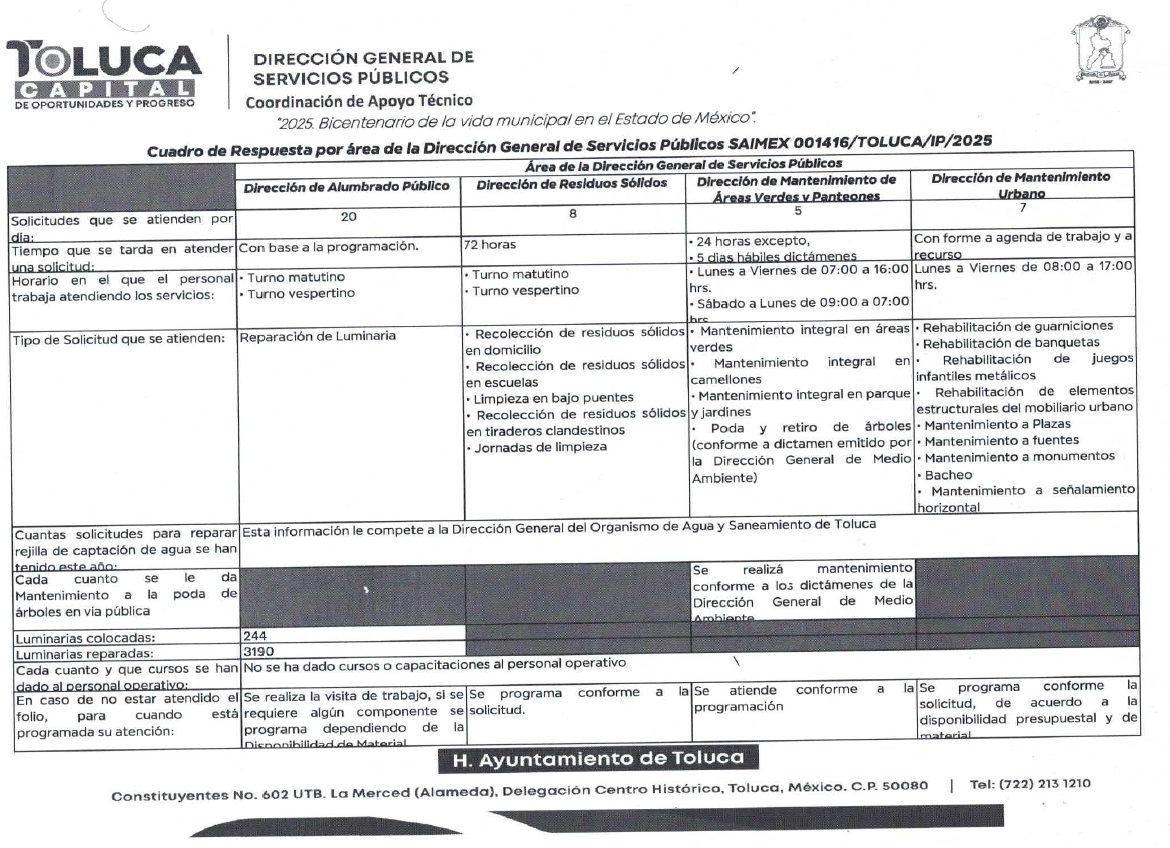 TOLUCA
CAPITAL
DE OPORTUNIDADES Y PROGRESO
DIRECCIÓN GENERAL DE
SERVICIOS PÚBLICOS
Coordinación de Apoyo Técnico
"2025. Bicentenario de la vida municipal en el Estado de México".
Cuadro de Respuesta por área de la Dirección General de Servicios Públicos SAIMEX 001416/TOLUCA/IP/2025
Área de la Dirección General de Servicios Públicos
Dirección de Alumbrado Público
Dirección de Residuos Sólidos
Dirección de Mantenimiento de
Áreas Verdes y Panteones
Dirección de Mantenimiento
Urbano
Solicitudes que se atienden por
dia:
20
8
5
7
Tiempo que se tarda en atender
una solicitud:
Con base a la programación.
72 horas
• 24 horas excepto,
• 5 dias hábiles dictámenes
Con forme a agenda de trabajo y a
recurso
Horario en el que el personal
trabaja atendiendo los servicios:
• Turno matutino
• Turno vespertino
• Turno matutino
• Turno vespertino
• Lunes a Viernes de 07:00 a 16:00
hrs.
• Sábado a Lunes de 09:00 a 07:00
hrs
Lunes a Viernes de 08:00 a 17:00
hrs.
Tipo de Solicitud que se atienden:
Reparación de Luminaria
• Recolección de residuos sólidos
en domicilio
• Recolección de residuos sólidos
en escuelas
• Limpieza en bajo puentes
• Recolección de residuos sólidos
en tiraderos clandestinos
• Jornadas de limpieza
• Mantenimiento integral en áreas
verdes
• Mantenimiento integral en
camellones
• Mantenimiento integral en parque
y jardines
• Poda y retiro de árboles
(conforme a dictamen emitido por
la Dirección General de Medio
Ambiente)
• Rehabilitación de guarniciones
• Rehabilitación de banquetas
• Rehabilitación de juegos
infantiles metálicos
• Rehabilitación de elementos
estructurales del mobiliario urbano
• Mantenimiento a Plazas
• Mantenimiento a fuentes
• Mantenimiento a monumentos
• Bacheo
• Mantenimiento a señalamiento
horizontal
Cuantas solicitudes para reparar
rejilla de captación de agua se han
tenido este año:
Esta información le compete a la Dirección General del Organismo de Agua y Saneamiento de Toluca
Cada cuanto se le da
Mantenimiento a la poda de
árboles en via pública
Se realizá mantenimiento
conforme a los dictámenes de la
Dirección General de Medio
Ambiente
Luminarias colocadas:
244
Luminarias reparadas:
3190
Cada cuanto y que cursos se han
dado al personal operativo:
No se ha dado cursos o capacitaciones al personal operativo
En caso de no estar atendido el
folio, para cuando está
programada su atención:
Se realiza la visita de trabajo, si se
requiere algún componente se
programa dependiendo de la
Disponibilidad de Material
Se programa conforme a la
solicitud.
Se atiende conforme a la
programación
Se programa conforme la
solicitud, de acuerdo a la
disponibilidad presupuestal y de
material
H. Ayuntamiento de Toluca
Constituyentes No. 602 UTB. La Merced (Alameda), Delegación Centro Histórico, Toluca, México. C.P. 50080 | Tel: (722) 213 1210